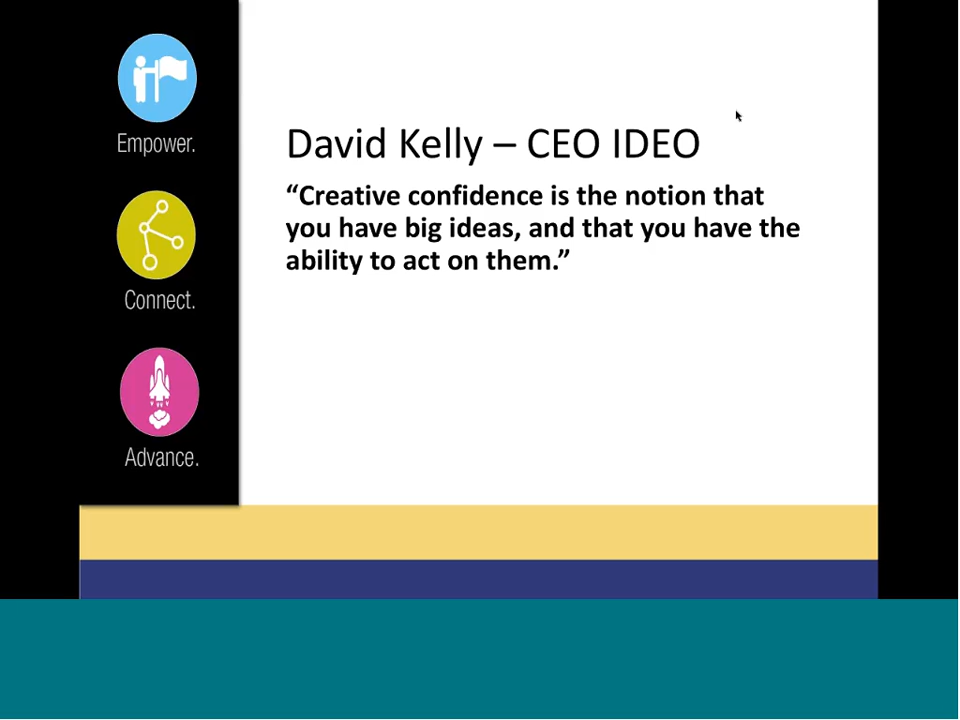 Empower.
Connect.
Advance.
David Kelly – CEO IDEO
“Creative confidence is the notion that
you have big ideas, and that you have the
ability to act on them.”